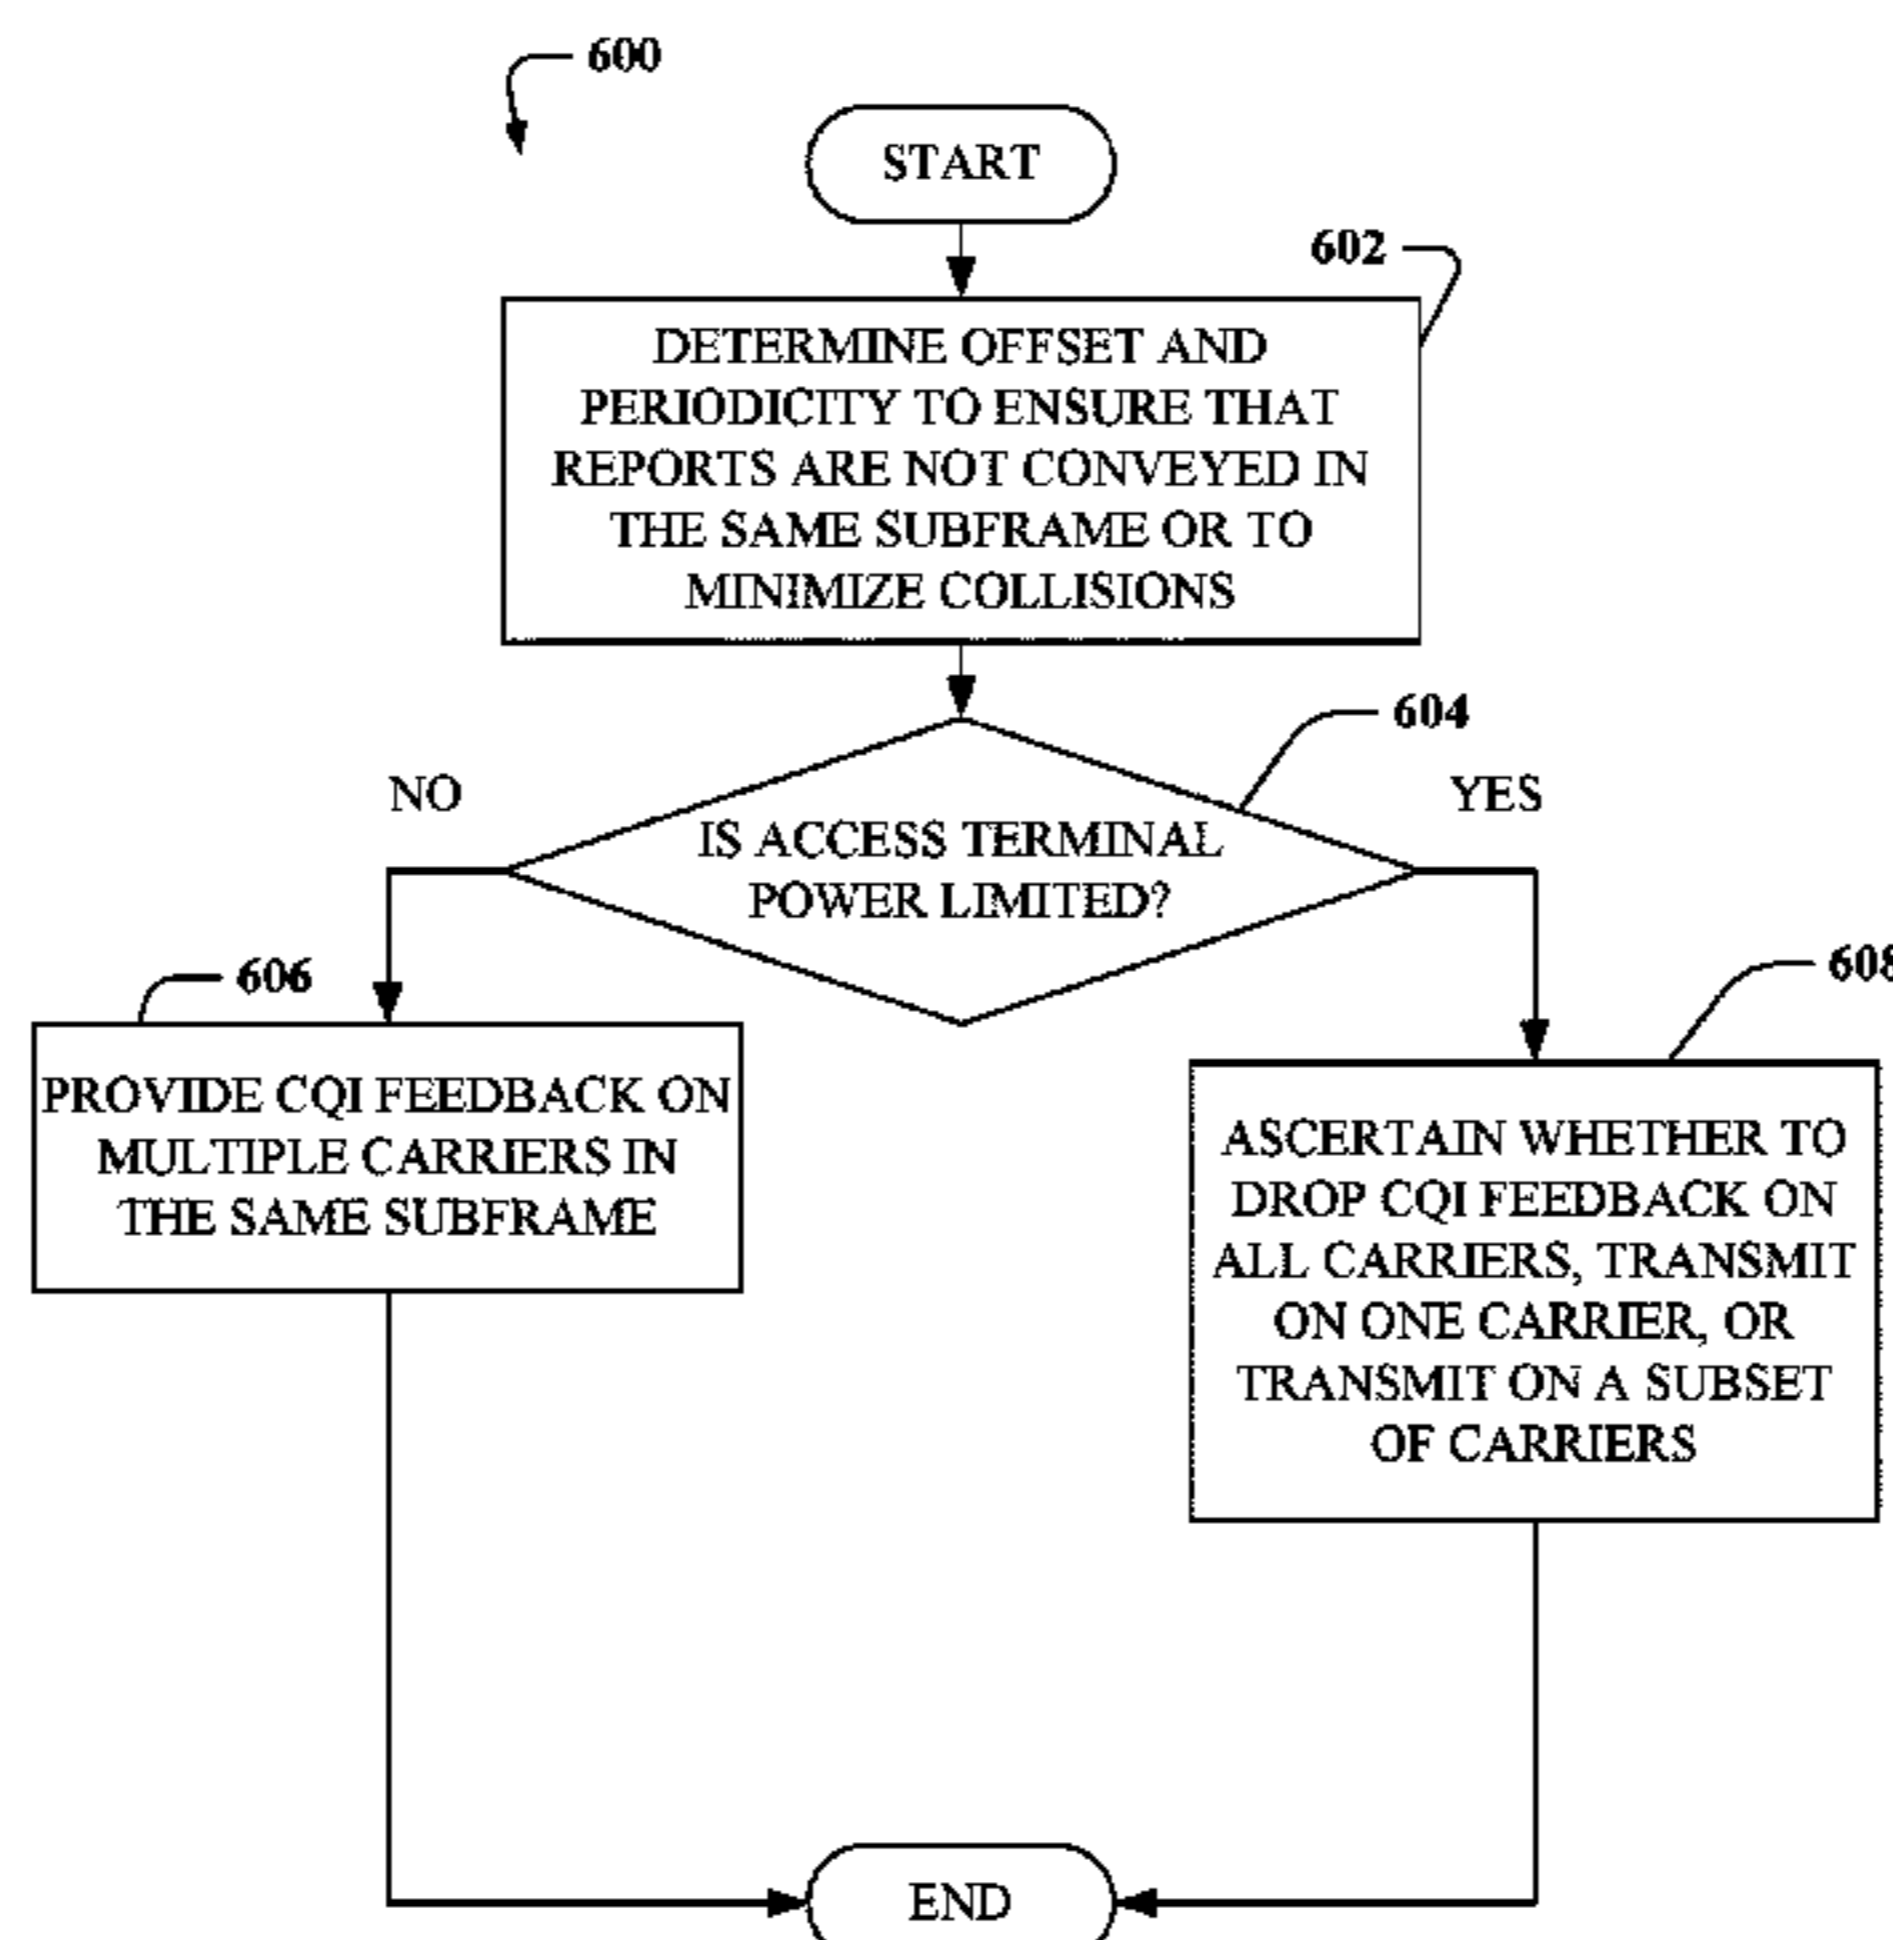 600
START
602
DETERMINE OFFSET AND
PERIODICITY TO ENSURE THAT
REPORTS ARE NOT CONVEYED IN
THE SAME SUBFRAME OR TO
MINIMIZE COLLISIONS
604
NO
YES
IS ACCESS TERMINAL
POWER LIMITED?
606
608
PROVIDE CQI FEEDBACK ON
MULTIPLE CARRIERS IN
THE SAME SUBFRAME
ASCERTAIN WHETHER TO
DROP CQI FEEDBACK ON
ALL CARRIERS, TRANSMIT
ON ONE CARRIER, OR
TRANSMIT ON A SUBSET
OF CARRIERS
END